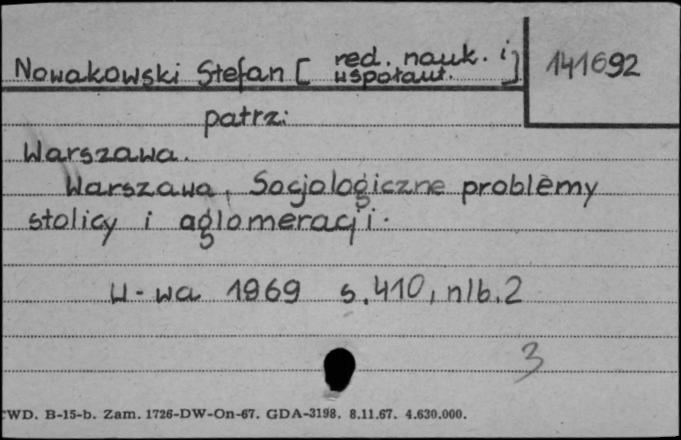 Nowakowski Stefan [red. nauk. i współaut.] 141692
patrz:
Warszawa.
Warszawa, Socjologiczne problemy
stolicy i aglomeracji.
W-wa 1969 s. 410, nlb. 2
3
WD. B-15-b. Zam. 1726-DW-On-67. GDA-3198. 8.11.67. 4.630.000.